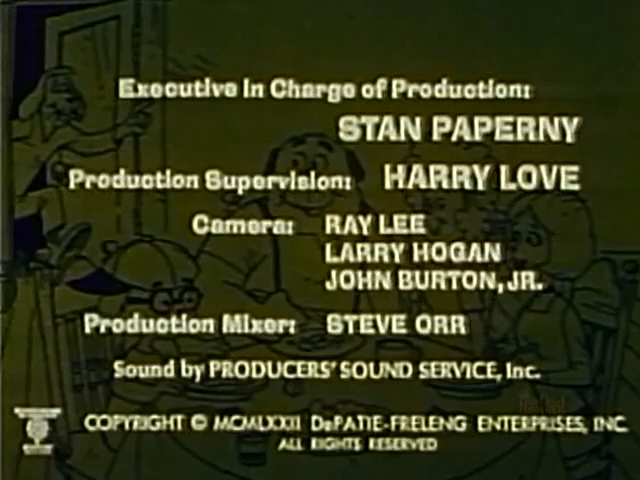 Executive in Charge of Production:
STAN PAPERNY
Production Supervision: HARRY LOVE
Camera: RAY LEE
LARRY HOGAN
JOHN BURTON, JR.
Production Mixer: STEVE ORR
Sound by PRODUCERS' SOUND SERVICE, Inc.
COPYRIGHT © MCMLXXII DePATIE-FRELENG ENTERPRISES, INC.
ALL RIGHTS RESERVED